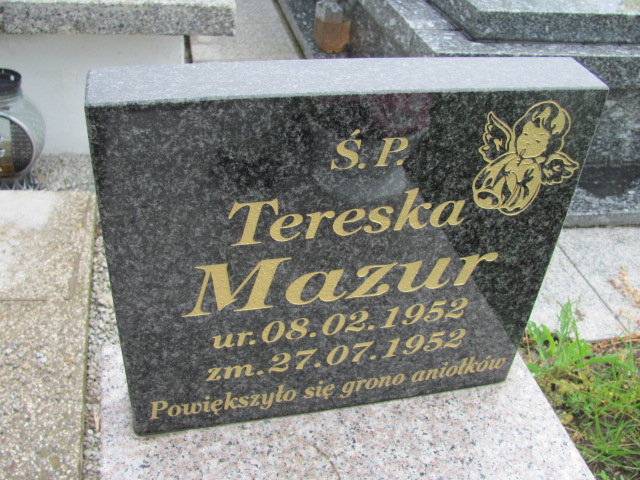 Ś.P.
Tereska
Mazur
ur.08.02.1952
zm.27.07.1952
Powiększyło się grono aniołków